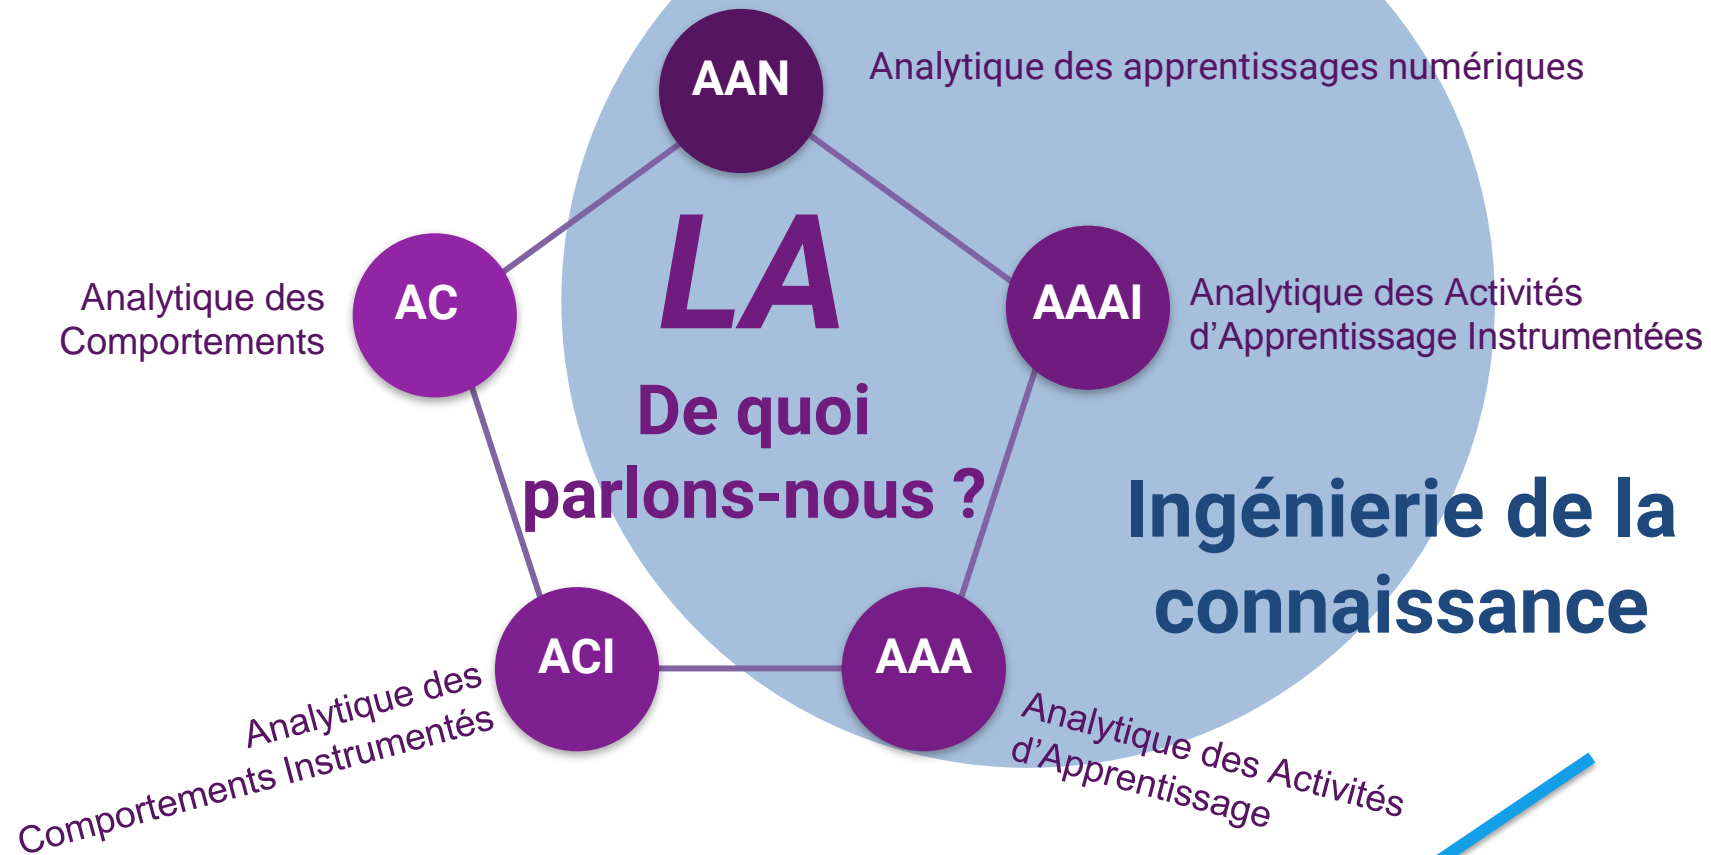 AAN
Analytique des apprentissages numériques
LA
AC
Analytique des
Comportements
AAAI
Analytique des Activités
d’Apprentissage Instrumentées
De quoi
parlons-nous ?
Ingénierie de la
connaissance
ACI
Analytique des
Comportements Instrumentés
AAA
Analytique des Activités
d’Apprentissage